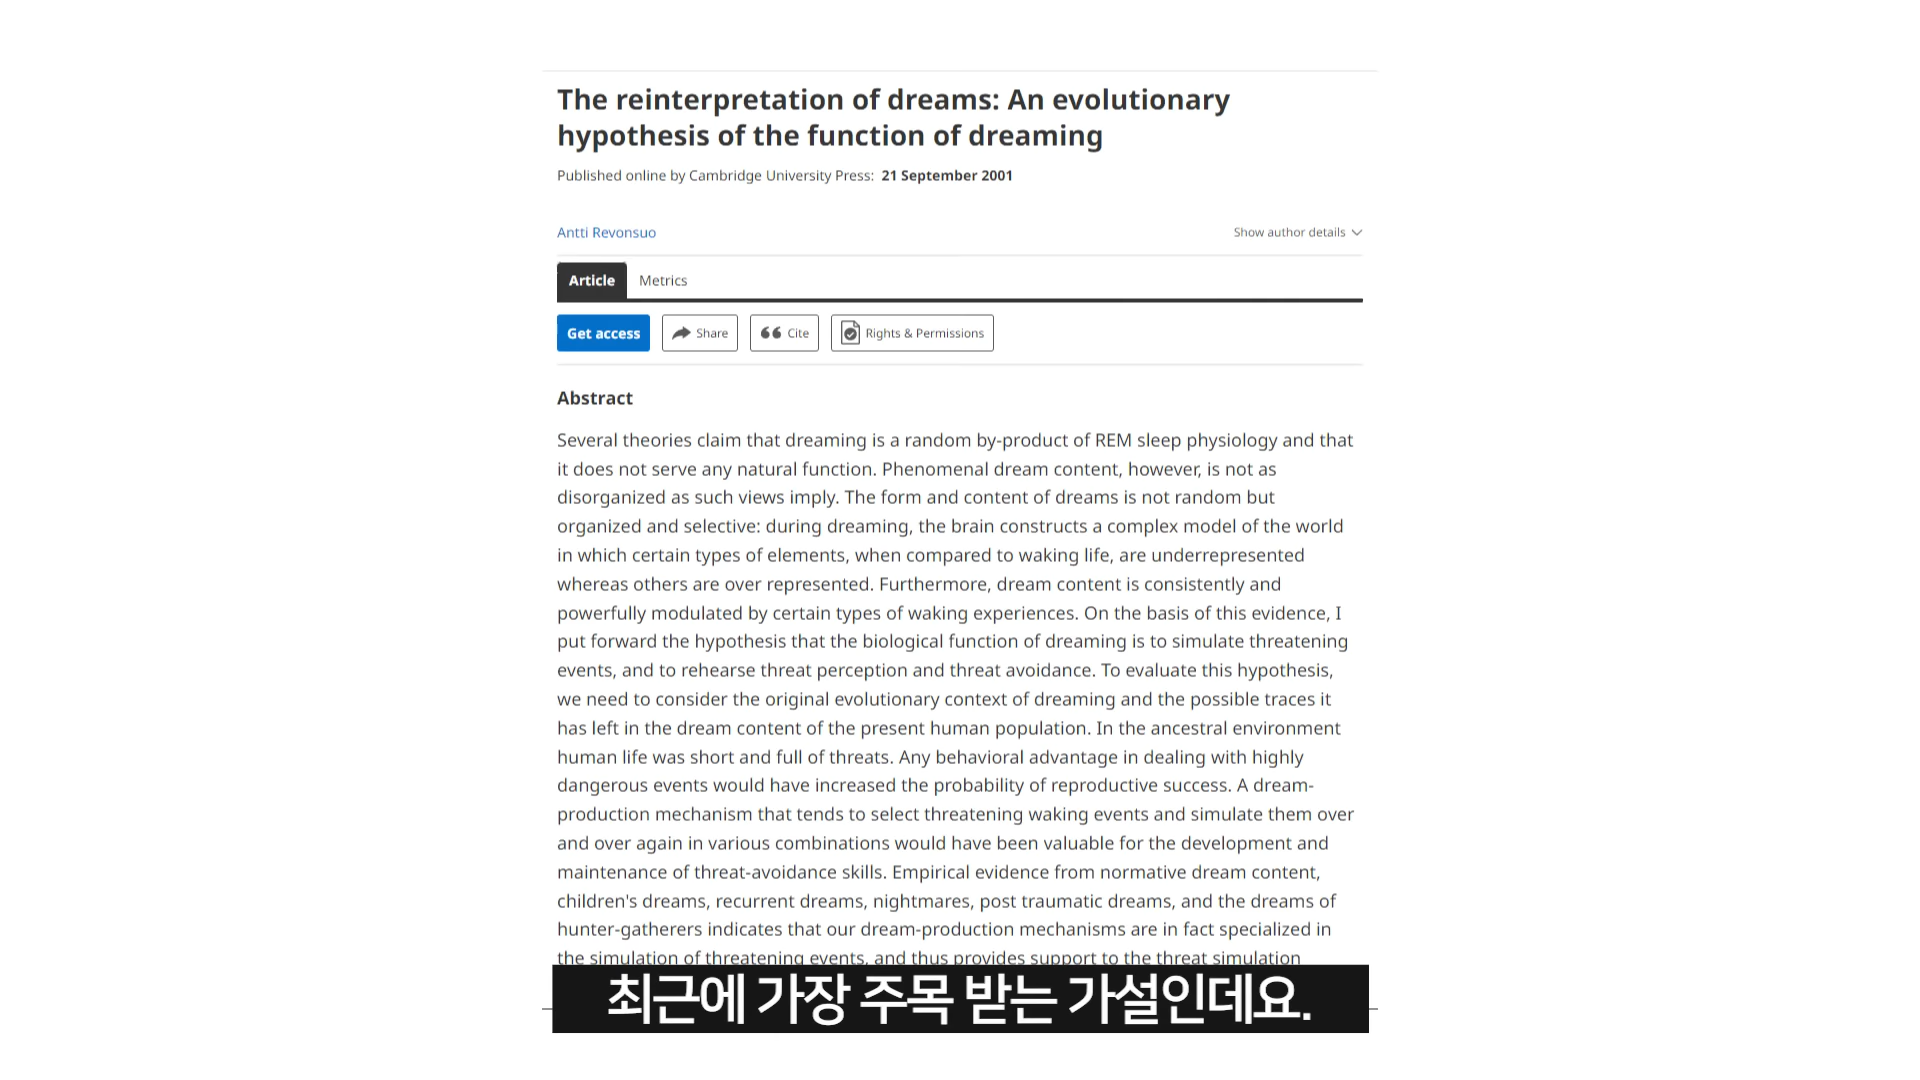 The reinterpretation of dreams: An evolutionary
hypothesis of the function of dreaming
Published online by Cambridge University Press: 21 September 2001
Antti Revonsuo
Show author details
Article Metrics
Get access Share Cite Rights & Permissions
Abstract
Several theories claim that dreaming is a random by-product of REM sleep physiology and that
it does not serve any natural function. Phenomenal dream content, however, is not as
disorganized as such views imply. The form and content of dreams is not random but
organized and selective: during dreaming, the brain constructs a complex model of the world
in which certain types of elements, when compared to waking life, are underrepresented
whereas others are over represented. Furthermore, dream content is consistently and
powerfully modulated by certain types of waking experiences. On the basis of this evidence, I
put forward the hypothesis that the biological function of dreaming is to simulate threatening
events, and to rehearse threat perception and threat avoidance. To evaluate this hypothesis,
we need to consider the original evolutionary context of dreaming and the possible traces it
has left in the dream content of the present human population. In the ancestral environment
human life was short and full of threats. Any behavioral advantage in dealing with highly
dangerous events would have increased the probability of reproductive success. A dream-
production mechanism that tends to select threatening waking events and simulate them over
and over again in various combinations would have been valuable for the development and
maintenance of threat-avoidance skills. Empirical evidence from normative dream content,
children's dreams, recurrent dreams, nightmares, post traumatic dreams, and the dreams of
hunter-gatherers indicates that our dream-production mechanisms are in fact specialized in
the simulation of threatening events, and thus provides support to the threat simulation
최근에 가장 주목 받는 가설인데요.